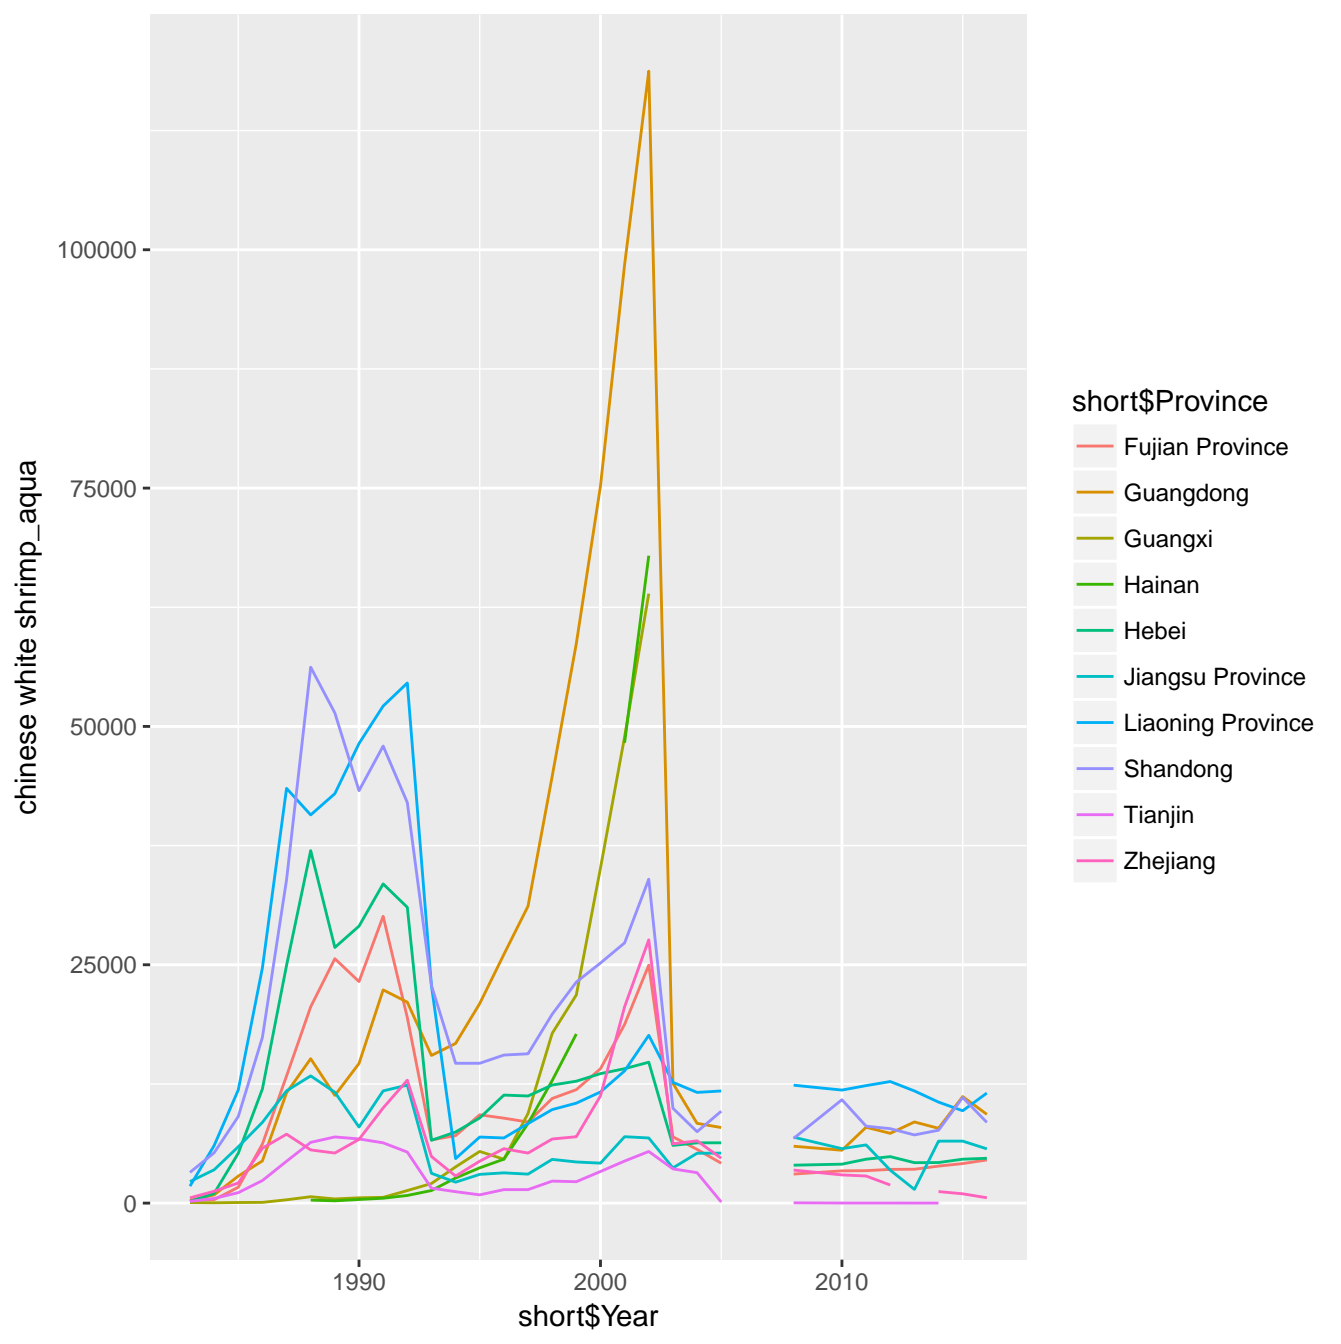 chinese white shrimp_aqua
100000
75000
50000
25000
0
1990
2000
2010
short$Year
short$Province
Fujian Province
Guangdong
Guangxi
Hainan
Hebei
Jiangsu Province
Liaoning Province
Shandong
Tianjin
Zhejiang